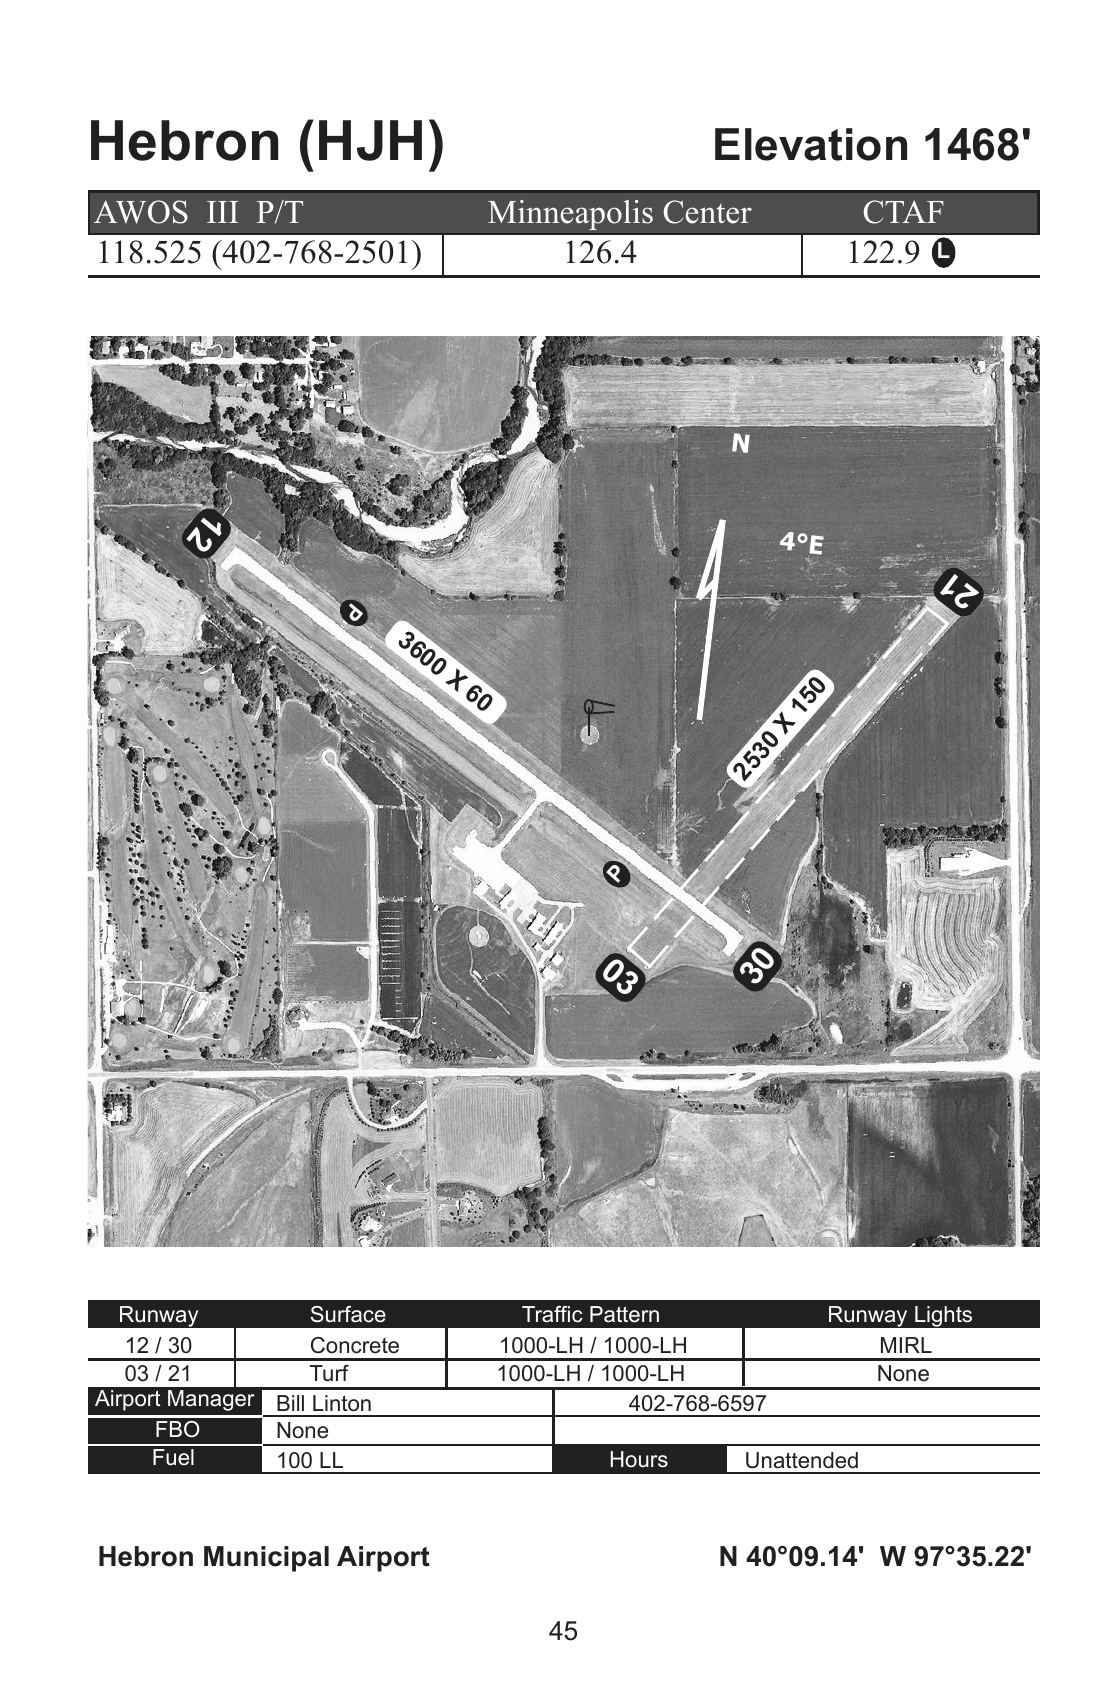 Hebron (HJH) Elevation 1468'
AWOS III P/T Minneapolis Center CTAF
118.525 (402-768-2501) 126.4 122.9 L
N
12
4°E
21
P
3600 X 60
2530 X 150
P
03
30
Runway Surface Traffic Pattern Runway Lights
12 / 30 Concrete 1000-LH / 1000-LH MIRL
03 / 21 Turf 1000-LH / 1000-LH None
Airport Manager Bill Linton 402-768-6597
FBO None
Fuel 100 LL Hours Unattended
Hebron Municipal Airport N 40°09.14' W 97°35.22'
45